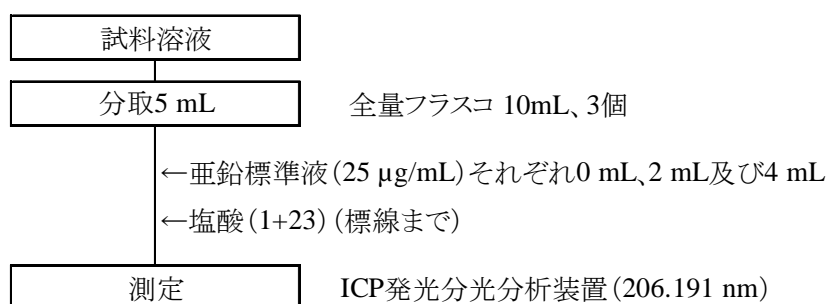 試料溶液
分取5 mL 全量フラスコ 10mL、3個
←亜鉛標準液(25 µg/mL)それぞれ0 mL、2 mL及び4 mL
←塩酸(1+23) (標線まで)
測定 ICP発光分光分析装置(206.191 nm)